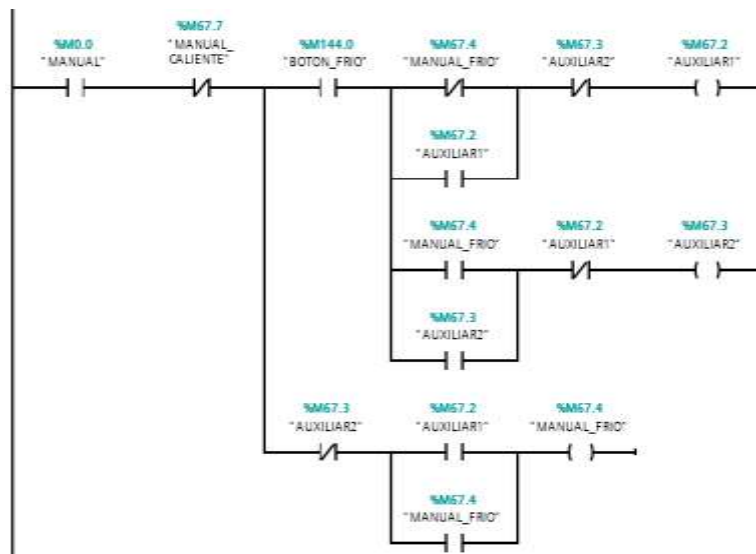 %M0.0
"MANUAL"
%M67.7
"MANUAL_
CALIENTE"
%M144.0
"BOTON_FRIO"
%M67.4
"MANUAL_FRIO"
%M67.3
"AUXILIAR2"
%M67.2
"AUXILIAR1"
%M67.2
"AUXILIAR1"
%M67.4
"MANUAL_FRIO"
%M67.2
"AUXILIAR1"
%M67.3
"AUXILIAR2"
%M67.3
"AUXILIAR2"
%M67.3
"AUXILIAR2"
%M67.2
"AUXILIAR1"
%M67.4
"MANUAL_FRIO"
%M67.4
"MANUAL_FRIO"